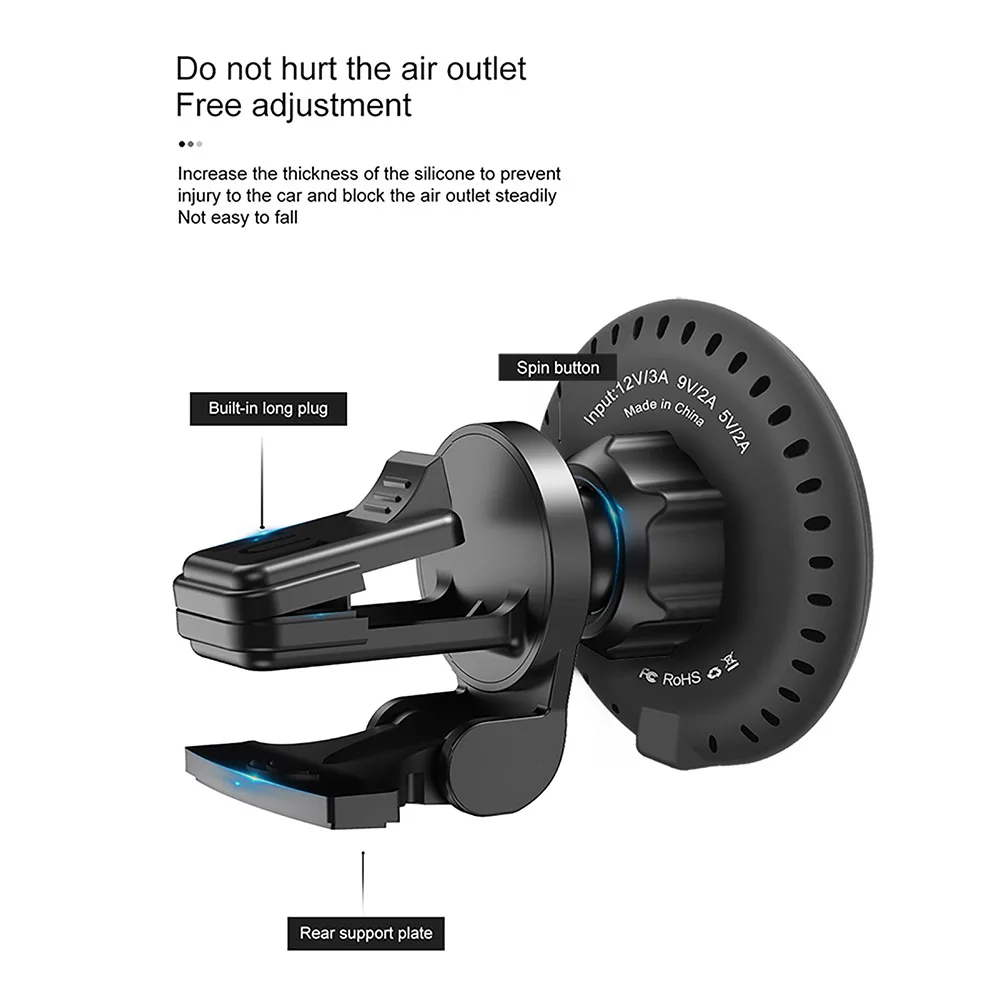 Do not hurt the air outlet
Free adjustment
Increase the thickness of the silicone to prevent
injury to the car and block the air outlet steadily
Not easy to fall
Spin button
Input:12V/3A 9V/2A 5V/2A
Made in China
Built-in long plug
FC RoHS
Rear support plate